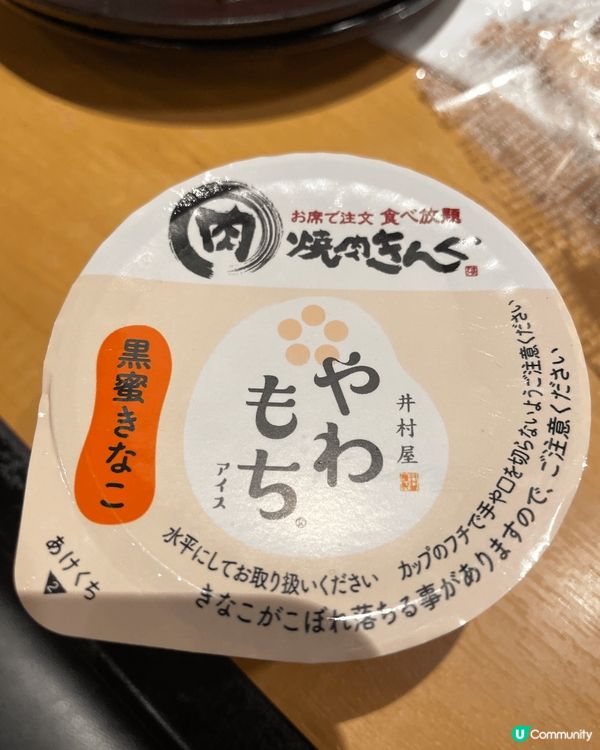 肉
お席で注文 食べ放題
焼肉きんぐ
黒蜜きなこ
やわ
もち
アイス
井村屋
あけくち
2
水平にしてお取り扱いください
カップのフチで手や口を切らないようご注意ください
きなこがこぼれ落ちる事がありますので、ご注意ください
U Community